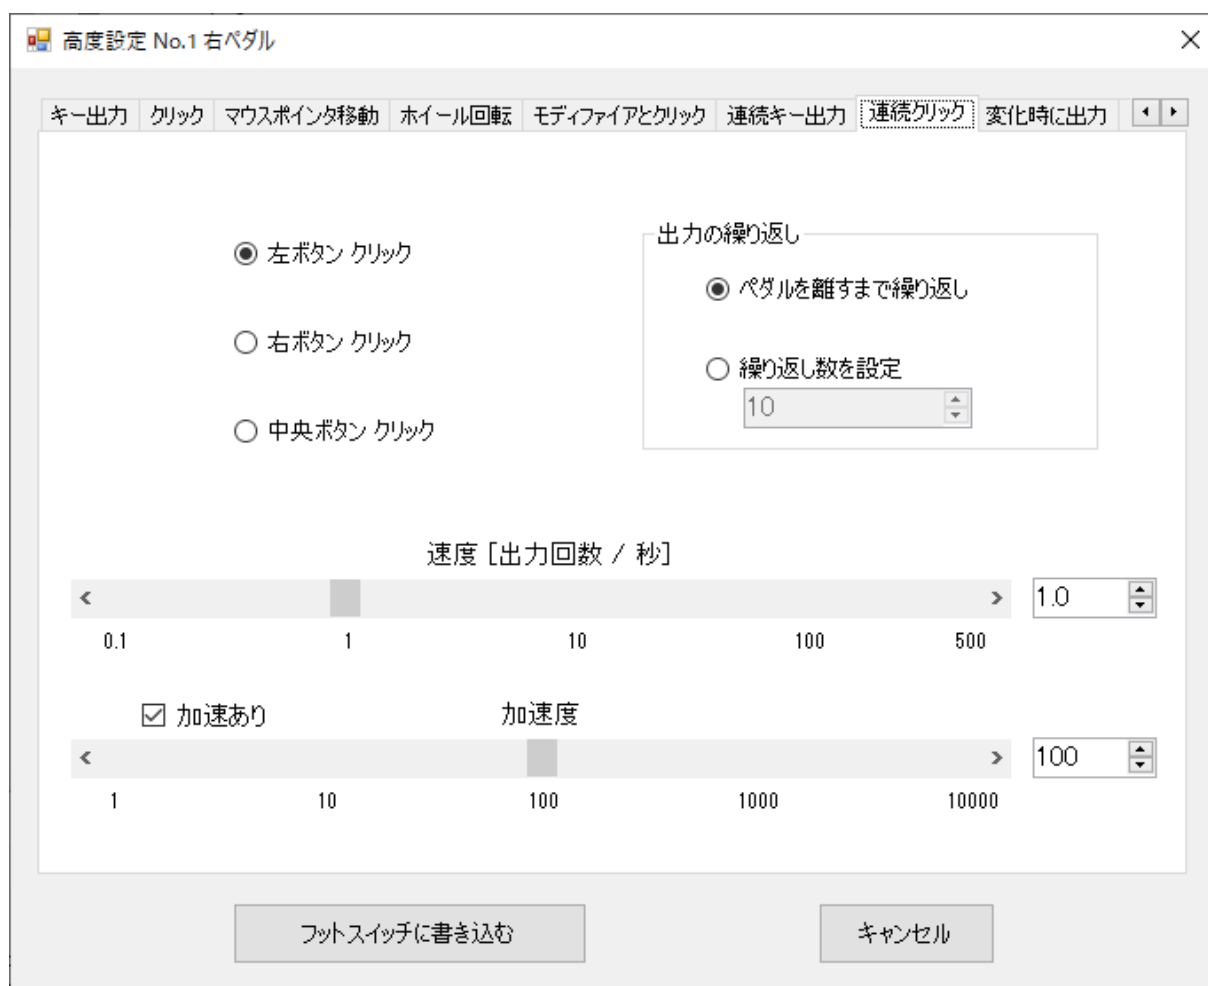 高度設定 No.1 右ペダル
キー出力 クリック マウスポインタ移動 ホイール回転 モディファイアとクリック 連続キー出力 連続クリック 変化時に出力
左ボタン クリック
右ボタン クリック
中央ボタン クリック
出力の繰り返し
ペダルを離すまで繰り返し
繰り返し数を設定
10
速度 [出力回数 / 秒]
1.0
0.1 1 10 100 500
加速あり 加速度
100
1 10 100 1000 10000
フットスイッチに書き込む キャンセル